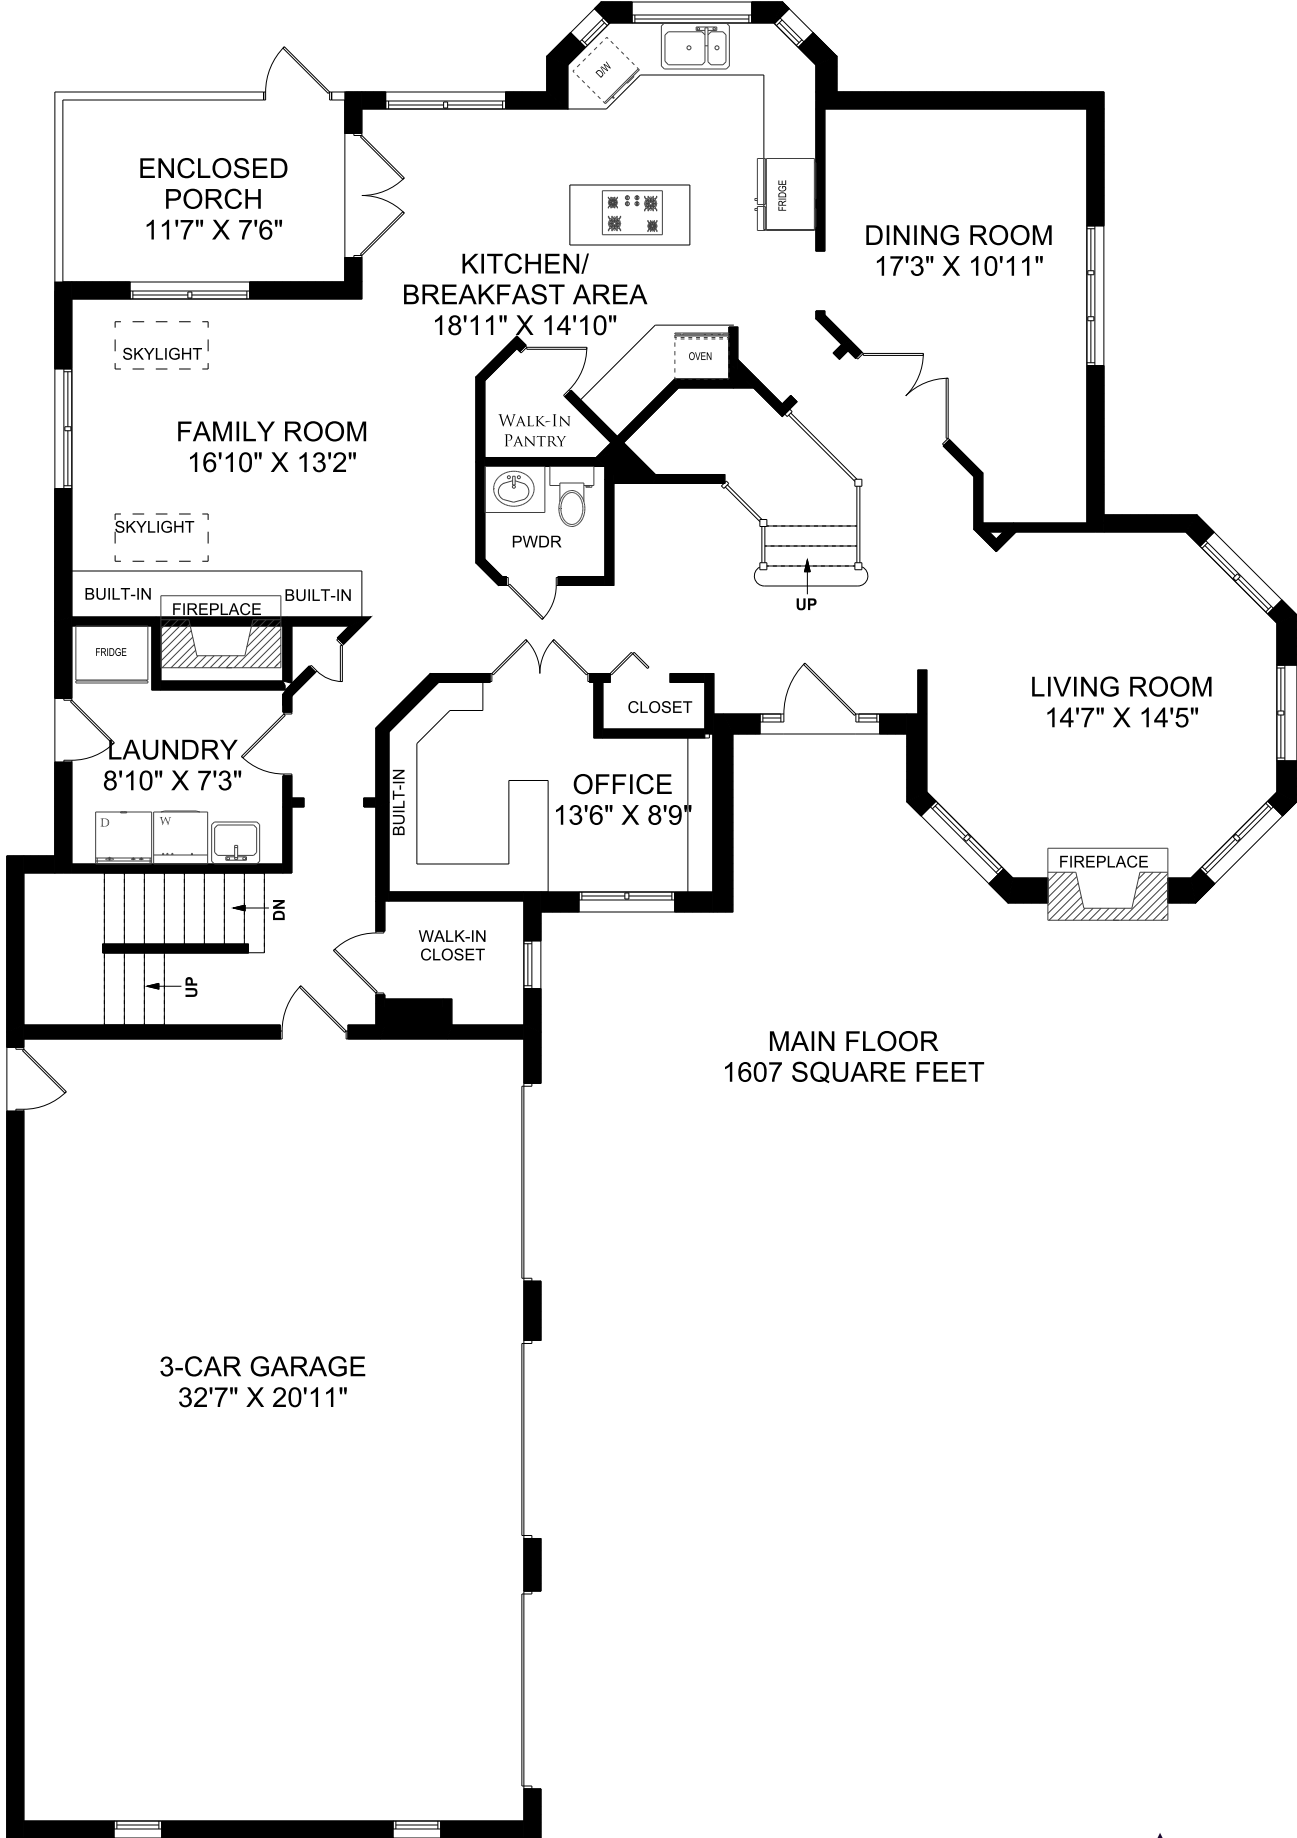 D/W
ENCLOSED
PORCH
11'7" X 7'6"
FRIDGE
DINING ROOM
17'3" X 10'11"
KITCHEN/
BREAKFAST AREA
18'11" X 14'10"
SKYLIGHT
OVEN
WALK-IN
PANTRY
FAMILY ROOM
16'10" X 13'2"
SKYLIGHT
PWDR
BUILT-IN
FIREPLACE
BUILT-IN
UP
FRIDGE
CLOSET
LIVING ROOM
14'7" X 14'5"
LAUNDRY
8'10" X 7'3"
OFFICE
13'6" X 8'9"
BUILT-IN
D
W
FIREPLACE
DN
WALK-IN
CLOSET
UP
MAIN FLOOR
1607 SQUARE FEET
3-CAR GARAGE
32'7" X 20'11"